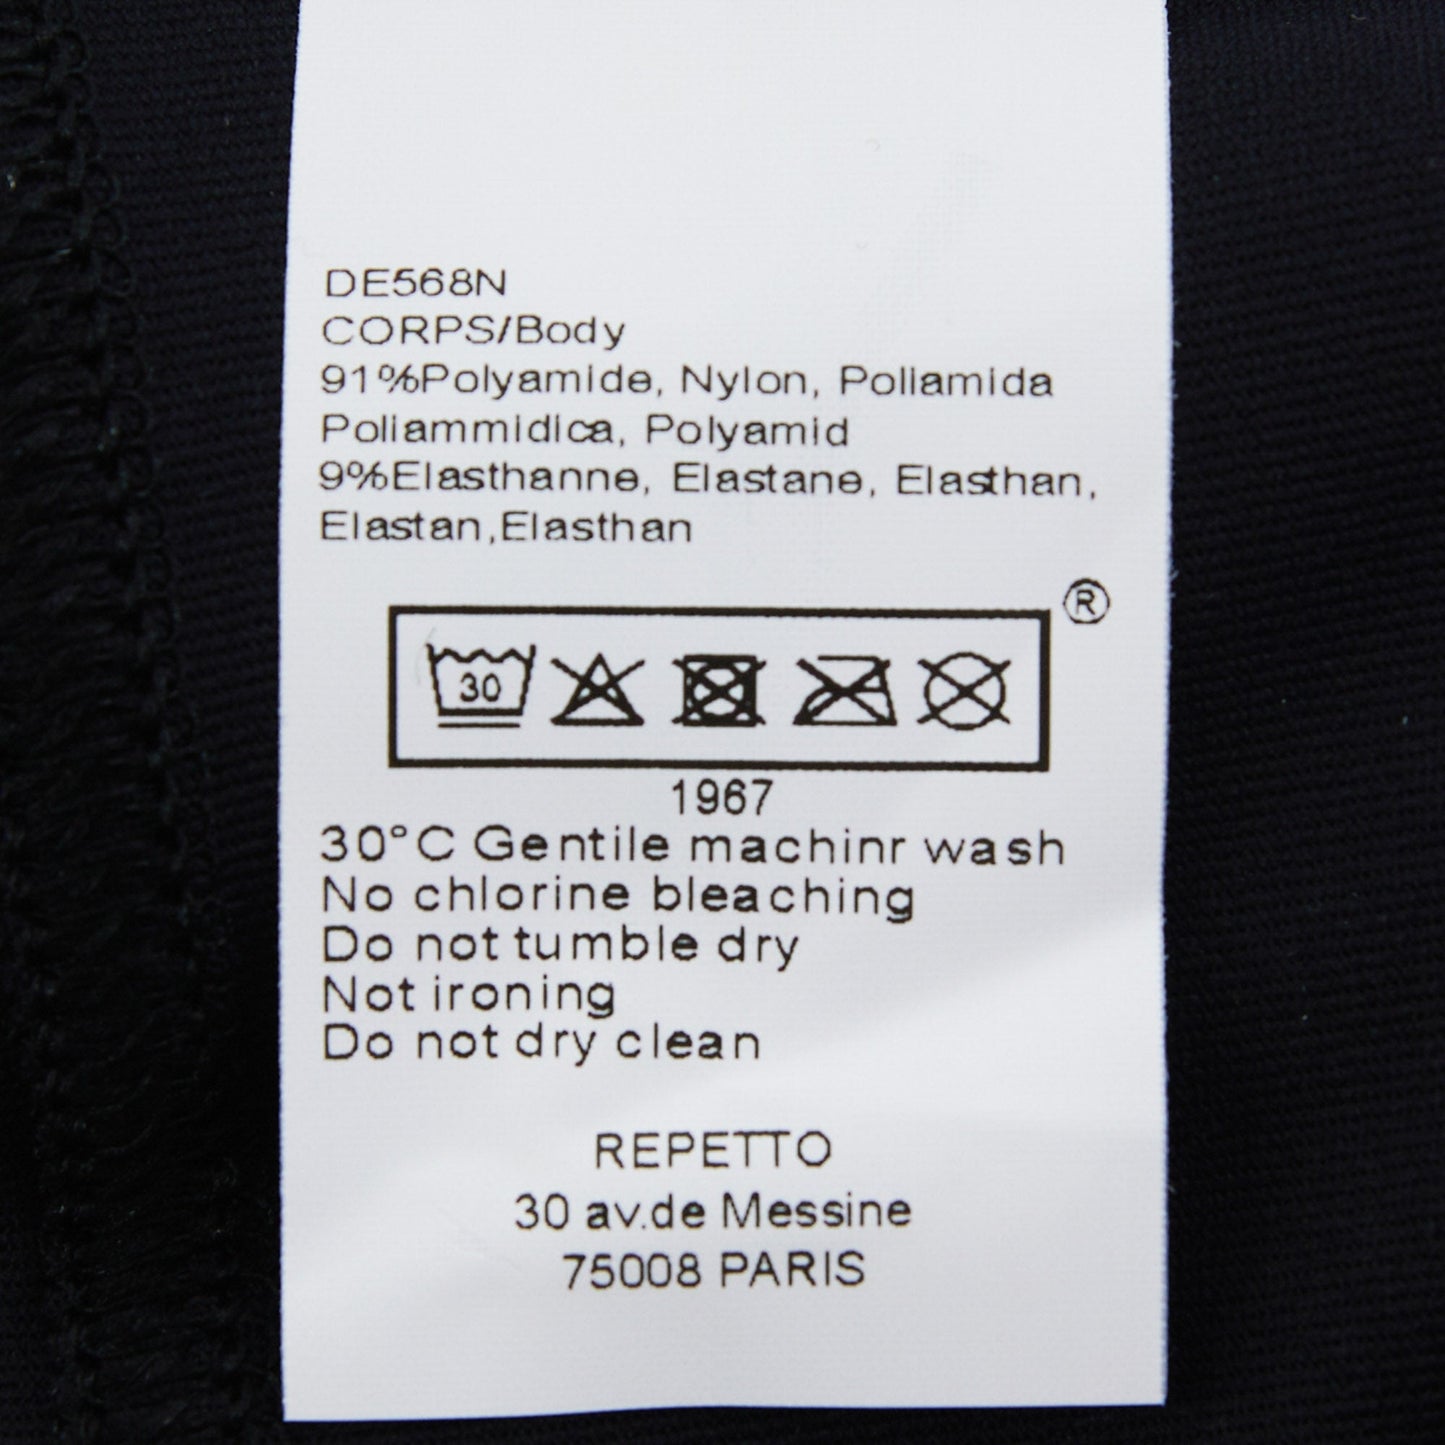 DE568N
CORPS/Body
91%Polyamide, Nylon, Poliamida
Poliammidica, Polyamid
9%Elasthanne, Elastane, Elasthan,
Elastan,Elasthan
®
30
1967
30°C Gentile machinr wash
No chlorine bleaching
Do not tumble dry
Not ironing
Do not dry clean
REPETTO
30 av.de Messine
75008 PARIS